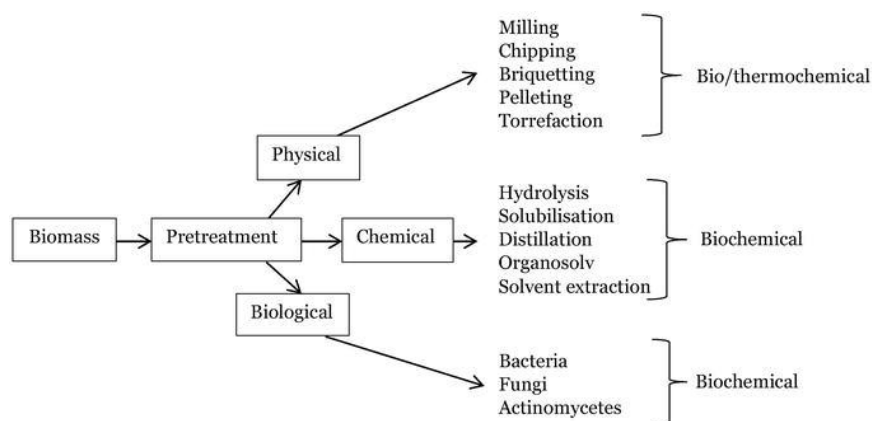 Milling
Chipping
Briquetting
Pelleting
Torrefaction
Bio/thermochemical
Physical
Biomass
Pretreatment
Chemical
Hydrolysis
Solubilisation
Distillation
Organosolv
Solvent extraction
Biochemical
Biological
Bacteria
Fungi
Actinomycetes
Biochemical